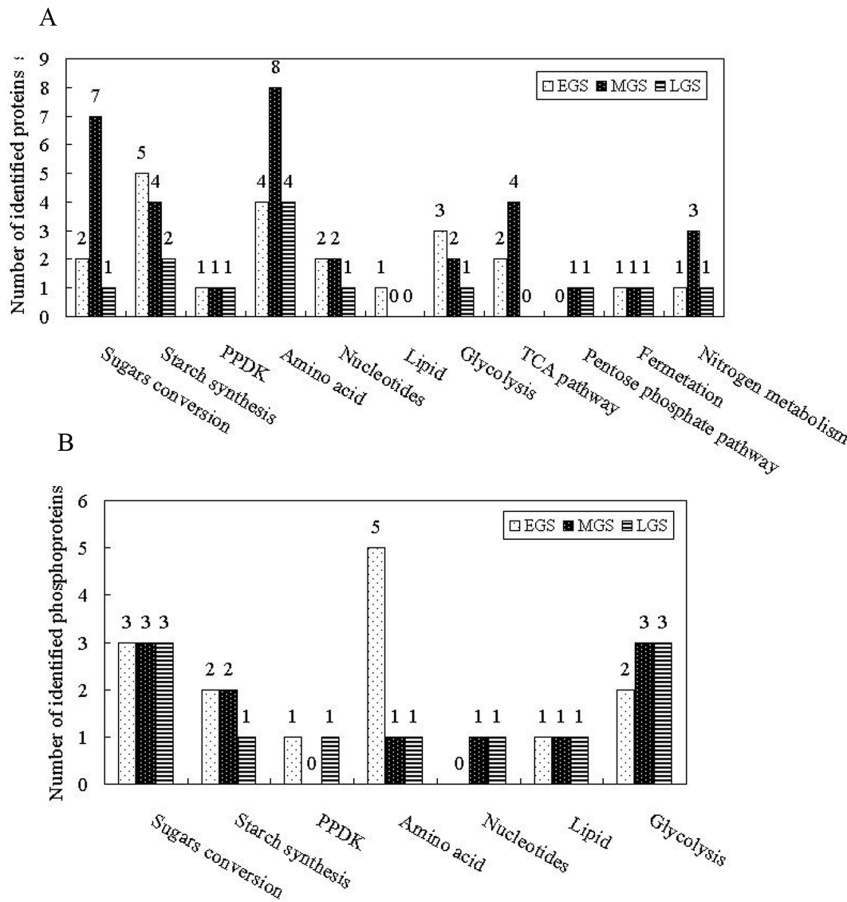 A
Number of identified proteins
9
8
7
6
5
4
3
2
1
0
EGS MGS LGS
2 7 1
5 4 2
1 1 1
4 8 4
2 2 1
1 0 0
3 2 1
2 4 0
0 1 1
1 1 1
1 3 1
Sugars conversion
Starch synthesis
PPDK
Amino acid
Nucleotides
Lipid
Glycolysis
TCA pathway
Pentose phosphate pathway
Fermetation
Nitrogen metabolism
B
Number of identified phosphoproteins
6
5
4
3
2
1
0
EGS MGS LGS
3 3 3
2 2 1
1 0 1
5 1 1
0 1 1
1 1 1
2 3 3
Sugars conversion
Starch synthesis
PPDK
Amino acid
Nucleotides
Lipid
Glycolysis